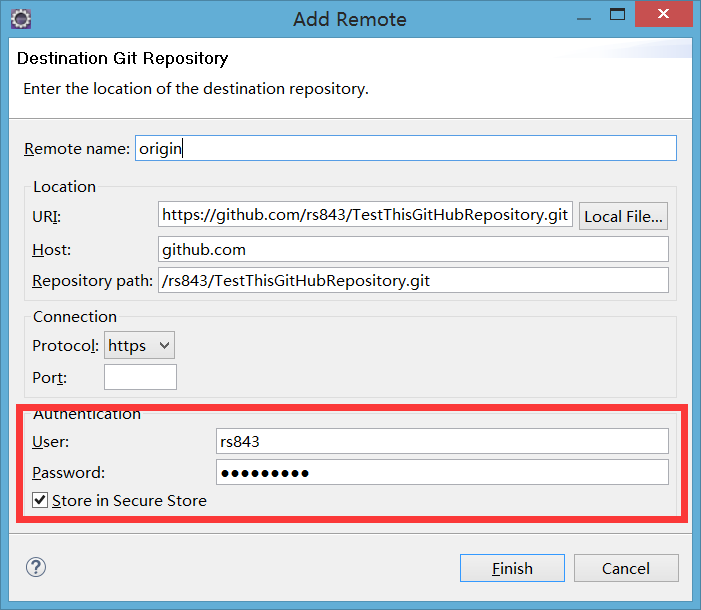 Add Remote
Destination Git Repository
Enter the location of the destination repository.
Remote name: origin
Location
URI: https://github.com/rs843/TestThisGitHubRepository.git Local File...
Host: github.com
Repository path: /rs843/TestThisGitHubRepository.git
Connection
Protocol: https
Port:
Authentication
User: rs843
Password: ●●●●●●●●●
Store in Secure Store
? Finish Cancel